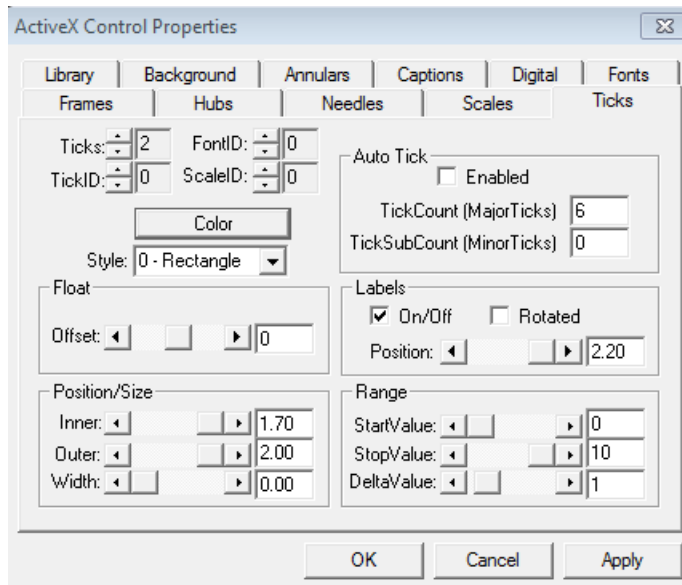 ActiveX Control Properties
Library Background Annulars Captions Digital Fonts
Frames Hubs Needles Scales Ticks
Ticks: 2 FontID: 0
TickID: 0 ScaleID: 0
Color
Style: 0 - Rectangle
Auto Tick
Enabled
TickCount (MajorTicks) 6
TickSubCount (MinorTicks) 0
Float
Offset: 0
Labels
On/Off Rotated
Position: 2.20
Position/Size
Inner: 1.70
Outer: 2.00
Width: 0.00
Range
StartValue: 0
StopValue: 10
DeltaValue: 1
OK Cancel Apply